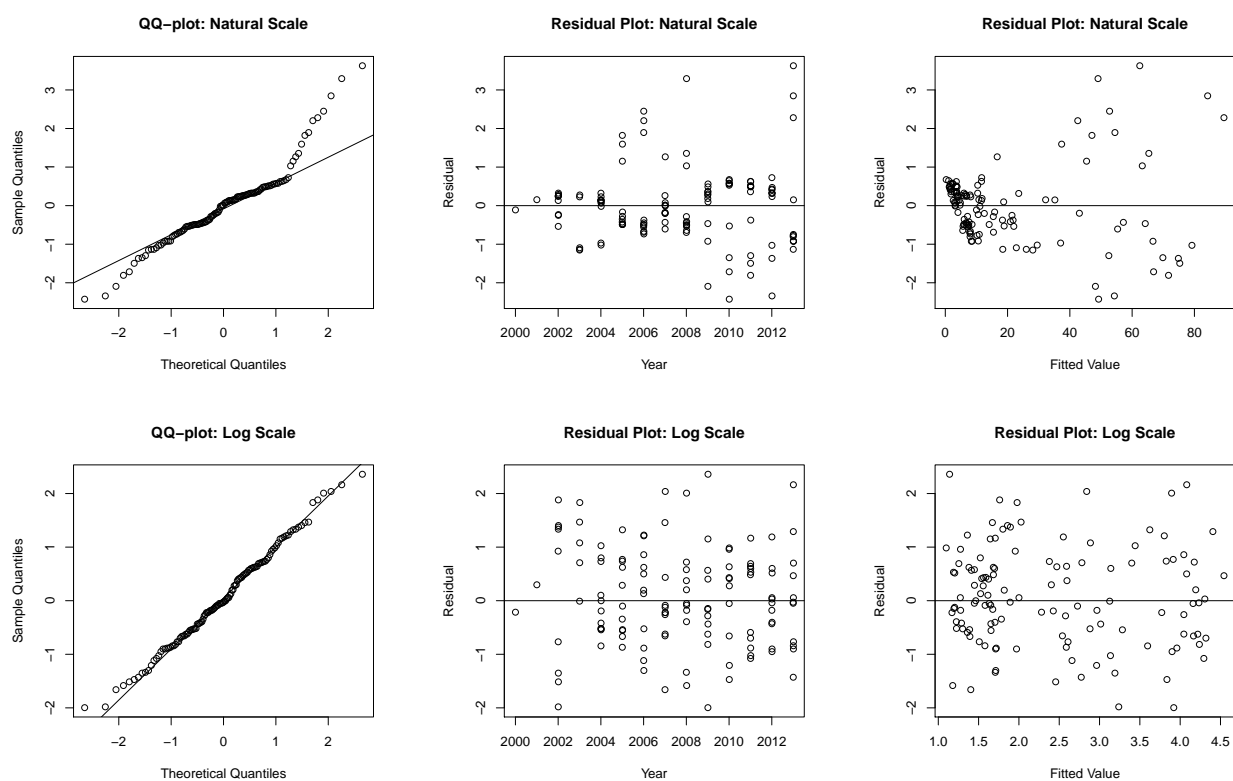 QQ−plot: Natural Scale
Sample Quantiles
3
2
1
0
−1
−2
−2 −1 0 1 2
Theoretical Quantiles
Residual Plot: Natural Scale
Residual
3
2
1
0
−1
−2
2000 2002 2004 2006 2008 2010 2012
Year
Residual Plot: Natural Scale
Residual
3
2
1
0
−1
−2
0 20 40 60 80
Fitted Value
QQ−plot: Log Scale
Sample Quantiles
2
1
0
−1
−2
−2 −1 0 1 2
Theoretical Quantiles
Residual Plot: Log Scale
Residual
2
1
0
−1
−2
2000 2002 2004 2006 2008 2010 2012
Year
Residual Plot: Log Scale
Residual
2
1
0
−1
−2
1.0 1.5 2.0 2.5 3.0 3.5 4.0 4.5
Fitted Value